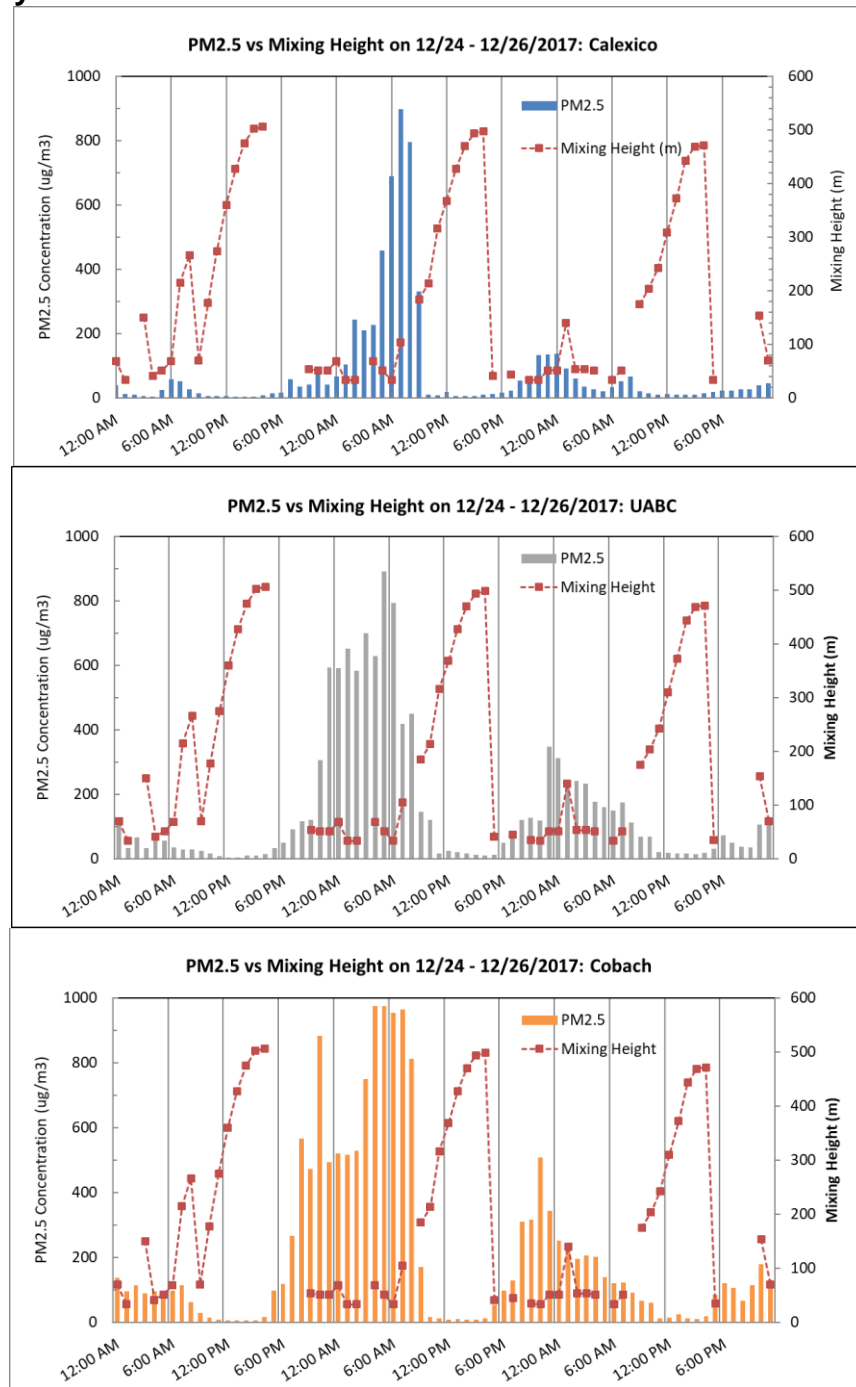 PM2.5 vs Mixing Height on 12/24 - 12/26/2017: Calexico
PM2.5 Concentration (ug/m3)
1000
800
600
400
200
0
PM2.5
Mixing Height (m)
600
500
400
300
200
100
0
Mixing Height (m)
12:00 AM
6:00 AM
12:00 PM
6:00 PM
12:00 AM
6:00 AM
12:00 PM
6:00 PM
12:00 AM
6:00 AM
12:00 PM
6:00 PM
PM2.5 vs Mixing Height on 12/24 - 12/26/2017: UABC
PM2.5 Concentration (ug/m3)
1000
800
600
400
200
0
PM2.5
Mixing Height
600
500
400
300
200
100
0
Mixing Height (m)
12:00 AM
6:00 AM
12:00 PM
6:00 PM
12:00 AM
6:00 AM
12:00 PM
6:00 PM
12:00 AM
6:00 AM
12:00 PM
6:00 PM
PM2.5 vs Mixing Height on 12/24 - 12/26/2017: Cobach
PM2.5 Concentration (ug/m3)
1000
800
600
400
200
0
PM2.5
Mixing Height
600
500
400
300
200
100
0
Mixing Height (m)
12:00 AM
6:00 AM
12:00 PM
6:00 PM
12:00 AM
6:00 AM
12:00 PM
6:00 PM
12:00 AM
6:00 AM
12:00 PM
6:00 PM